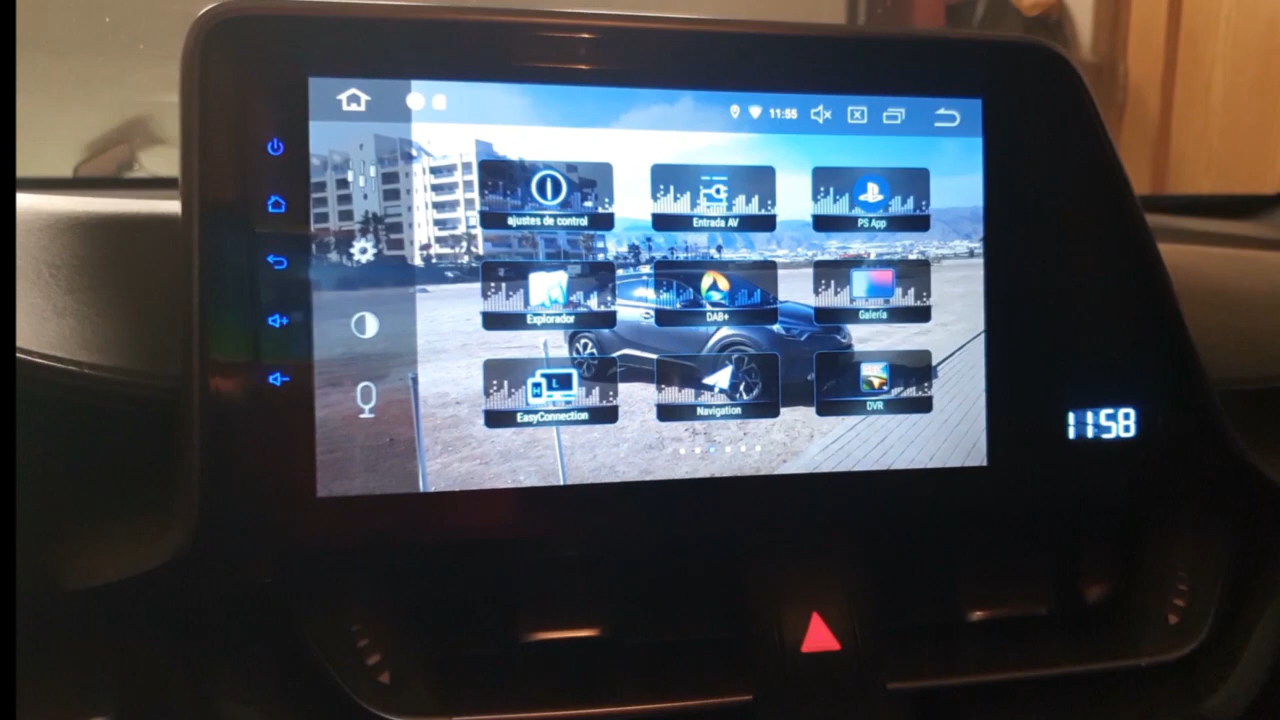 11:55
ajustes de control
Entrada AV
PS App
Explorador
DAB+
Galería
H L
EasyConnection
Navigation
DVR
11:58